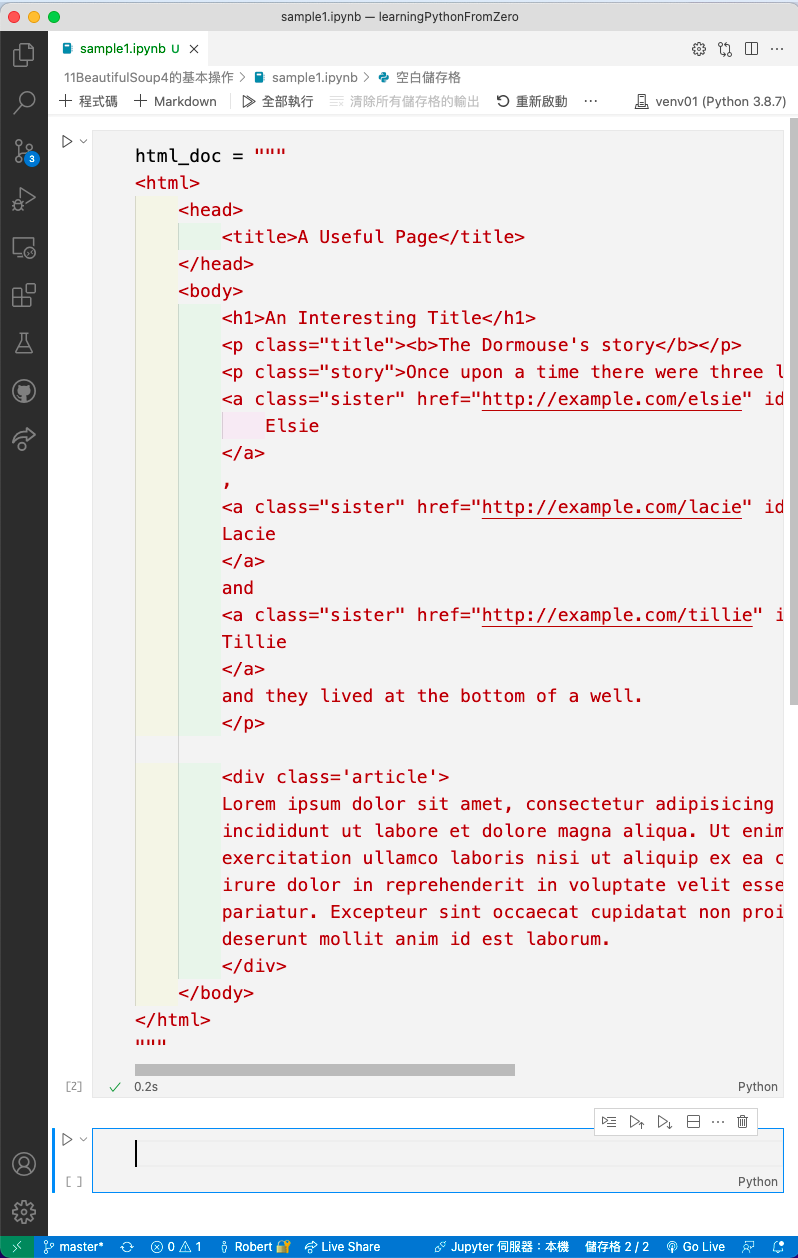 sample1.ipynb — learningPythonFromZero
sample1.ipynb U
11BeautifulSoup4的基本操作 > sample1.ipynb > 空白儲存格
程式碼 Markdown 全部執行 清除所有儲存格的輸出 重新啟動 ··· venv01 (Python 3.8.7)
3
html_doc = """
<html>
<head>
<title>A Useful Page</title>
</head>
<body>
<h1>An Interesting Title</h1>
<p class="title"><b>The Dormouse's story</b></p>
<p class="story">Once upon a time there were three l
<a class="sister" href="http://example.com/elsie" id
Elsie
</a>
,
<a class="sister" href="http://example.com/lacie" id
Lacie
</a>
and
<a class="sister" href="http://example.com/tillie" i
Tillie
</a>
and they lived at the bottom of a well.
</p>
<div class='article'>
Lorem ipsum dolor sit amet, consectetur adipisicing
incididunt ut labore et dolore magna aliqua. Ut enim
exercitation ullamco laboris nisi ut aliquip ex ea c
irure dolor in reprehenderit in voluptate velit esse
pariatur. Excepteur sint occaecat cupidatat non proi
deserunt mollit anim id est laborum.
</div>
</body>
</html>
"""
[2] 0.2s Python
[ ] Python
master* 0 1 Robert Live Share Jupyter 伺服器：本機 儲存格 2 / 2 Go Live